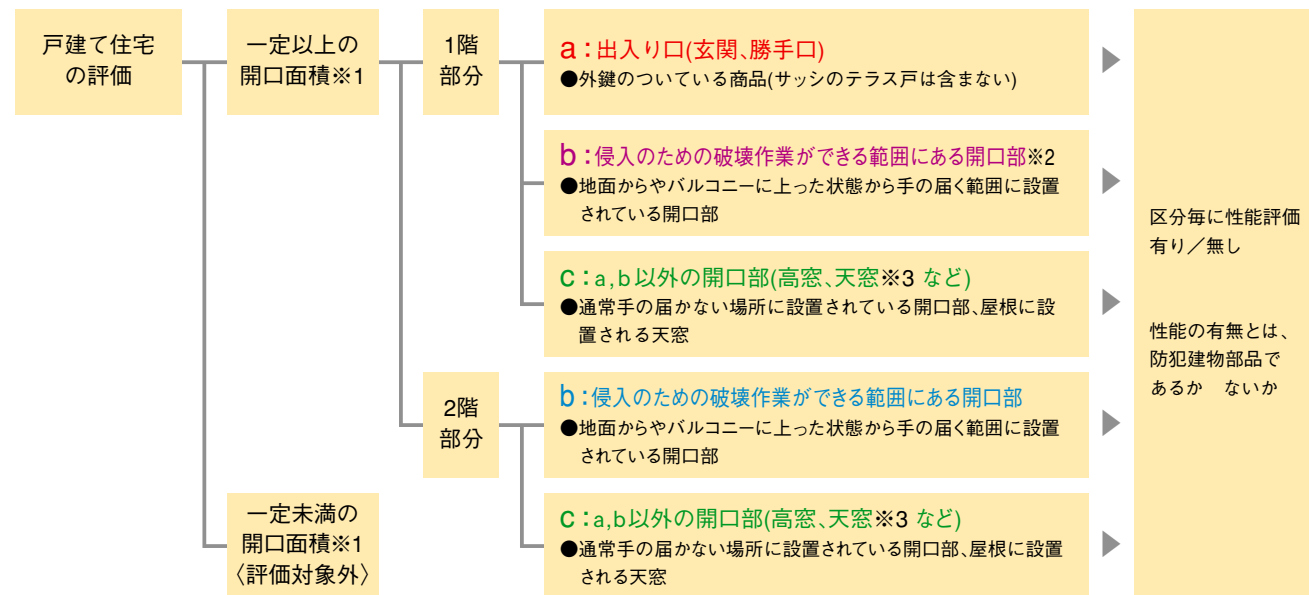 戸建て住宅
の評価
一定以上の
開口面積※1
1階
部分
a：出入り口(玄関、勝手口)
●外鍵のついている商品(サッシのテラス戸は含まない)
b：侵入のための破壊作業ができる範囲にある開口部※2
●地面からやバルコニーに上った状態から手の届く範囲に設置
されている開口部
c：a,b以外の開口部(高窓、天窓※3 など)
●通常手の届かない場所に設置されている開口部、屋根に設
置される天窓
2階
部分
b：侵入のための破壊作業ができる範囲にある開口部
●地面からやバルコニーに上った状態から手の届く範囲に設置
されている開口部
c：a,b以外の開口部(高窓、天窓※3 など)
●通常手の届かない場所に設置されている開口部、屋根に設置
される天窓
一定未満の
開口面積※1
〈評価対象外〉
区分毎に性能評価
有り／無し
性能の有無とは、
防犯建物部品で
あるか　ないか